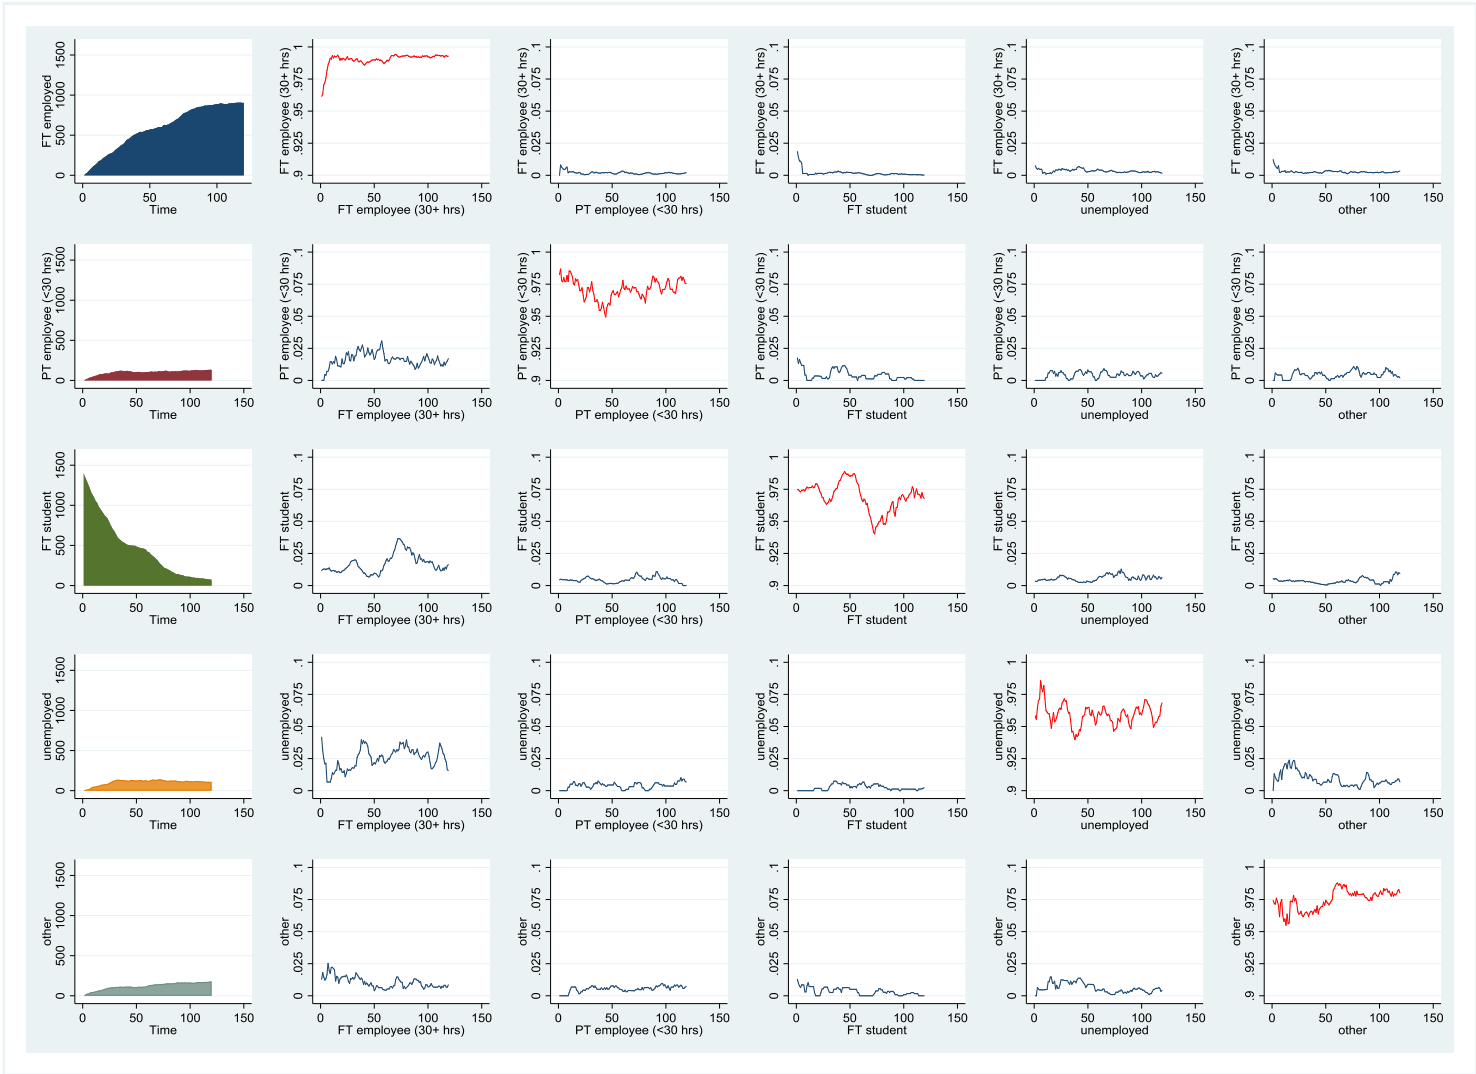 FT employed
0 500 1000 1500
0 50 100
Time
FT employee (30+ hrs)
.9 .925 .95 .975 1
0 50 100 150
FT employee (30+ hrs)
FT employee (30+ hrs)
0 .025 .05 .075 .1
0 50 100 150
PT employee (<30 hrs)
FT employee (30+ hrs)
0 .025 .05 .075 .1
0 50 100 150
FT student
FT employee (30+ hrs)
0 .025 .05 .075 .1
0 50 100 150
unemployed
FT employee (30+ hrs)
0 .025 .05 .075 .1
0 50 100 150
other
PT employee (<30 hrs)
0 500 1000 1500
0 50 100 150
Time
PT employee (<30 hrs)
0 .025 .05 .075 .1
0 50 100 150
FT employee (30+ hrs)
PT employee (<30 hrs)
.9 .925 .95 .975 1
0 50 100 150
PT employee (<30 hrs)
PT employee (<30 hrs)
0 .025 .05 .075 .1
0 50 100 150
FT student
PT employee (<30 hrs)
0 .025 .05 .075 .1
0 50 100 150
unemployed
PT employee (<30 hrs)
0 .025 .05 .075 .1
0 50 100 150
other
FT student
0 500 1000 1500
0 50 100 150
Time
FT student
0 .025 .05 .075 .1
0 50 100 150
FT employee (30+ hrs)
FT student
0 .025 .05 .075 .1
0 50 100 150
PT employee (<30 hrs)
FT student
.9 .925 .95 .975 1
0 50 100 150
FT student
FT student
0 .025 .05 .075 .1
0 50 100 150
unemployed
FT student
0 .025 .05 .075 .1
0 50 100 150
other
unemployed
0 500 1000 1500
0 50 100 150
Time
unemployed
0 .025 .05 .075 .1
0 50 100 150
FT employee (30+ hrs)
unemployed
0 .025 .05 .075 .1
0 50 100 150
PT employee (<30 hrs)
unemployed
0 .025 .05 .075 .1
0 50 100 150
FT student
unemployed
.9 .925 .95 .975 1
0 50 100 150
unemployed
unemployed
0 .025 .05 .075 .1
0 50 100 150
other
other
0 500 1000 1500
0 50 100 150
Time
other
0 .025 .05 .075 .1
0 50 100 150
FT employee (30+ hrs)
other
0 .025 .05 .075 .1
0 50 100 150
PT employee (<30 hrs)
other
0 .025 .05 .075 .1
0 50 100 150
FT student
other
0 .025 .05 .075 .1
0 50 100 150
unemployed
other
.9 .925 .95 .975 1
0 50 100 150
other